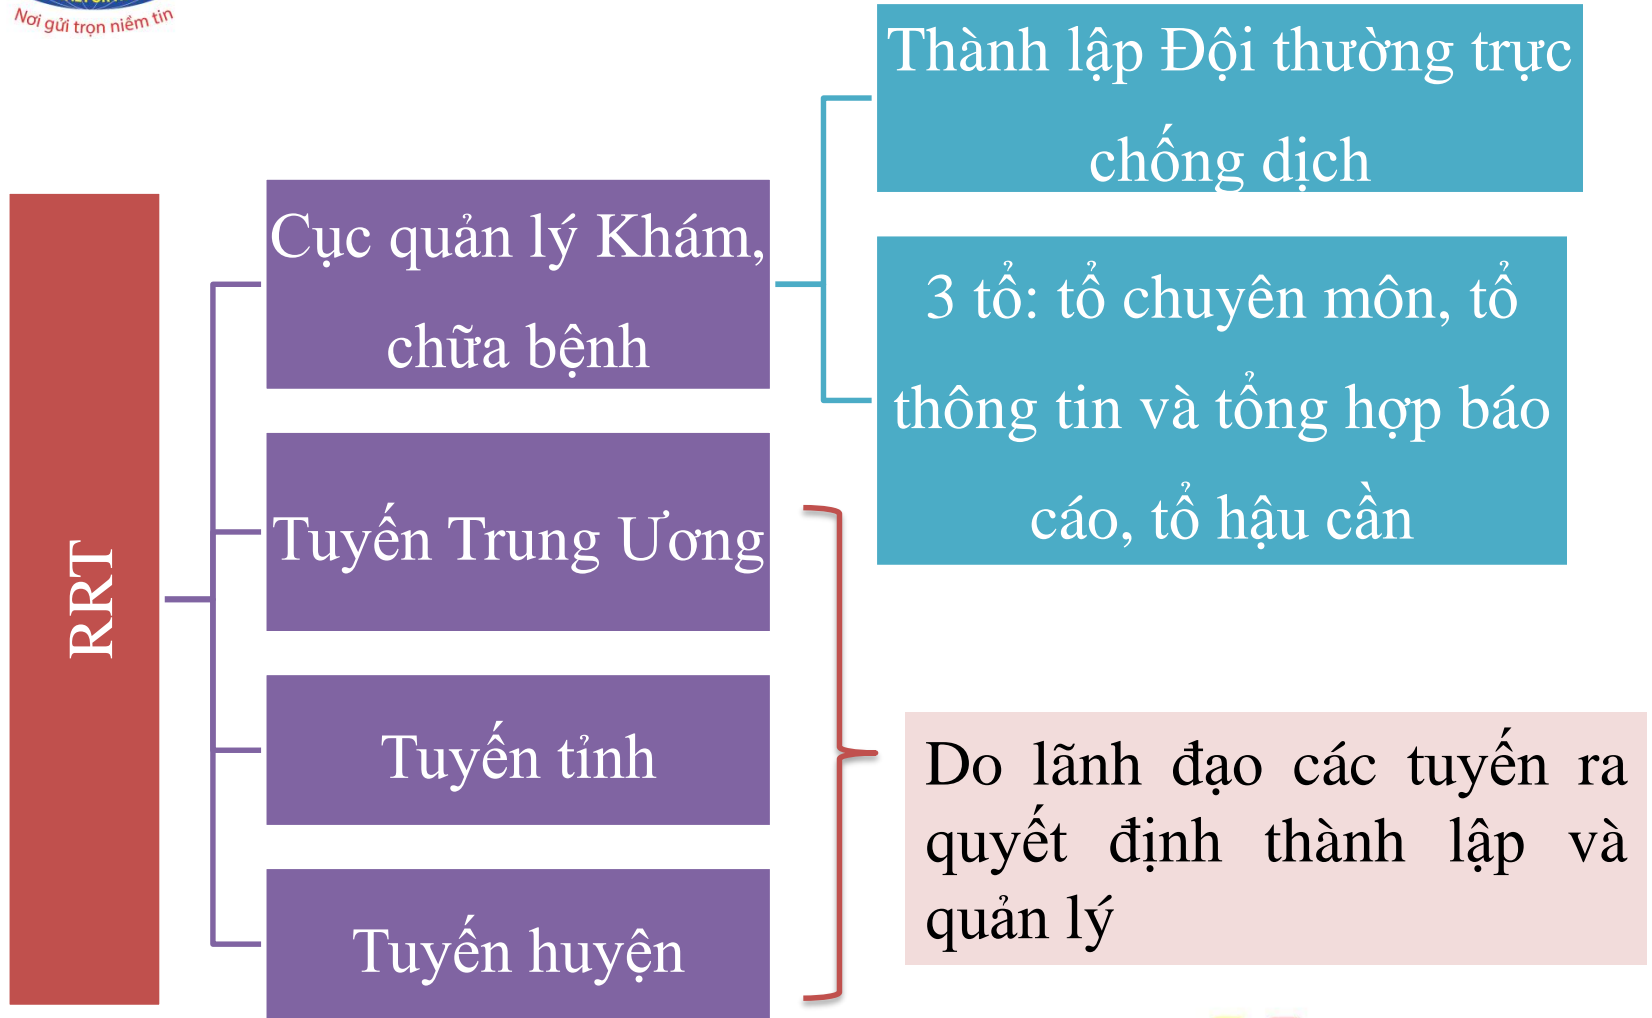 Nơi gửi trọn niềm tin
RRT
Cục quản lý Khám,
chữa bệnh
Tuyến Trung Ương
Tuyến tỉnh
Tuyến huyện
Thành lập Đội thường trực
chống dịch
3 tổ: tổ chuyên môn, tổ
thông tin và tổng hợp báo
cáo, tổ hậu cần
Do lãnh đạo các tuyến ra
quyết định thành lập và
quản lý